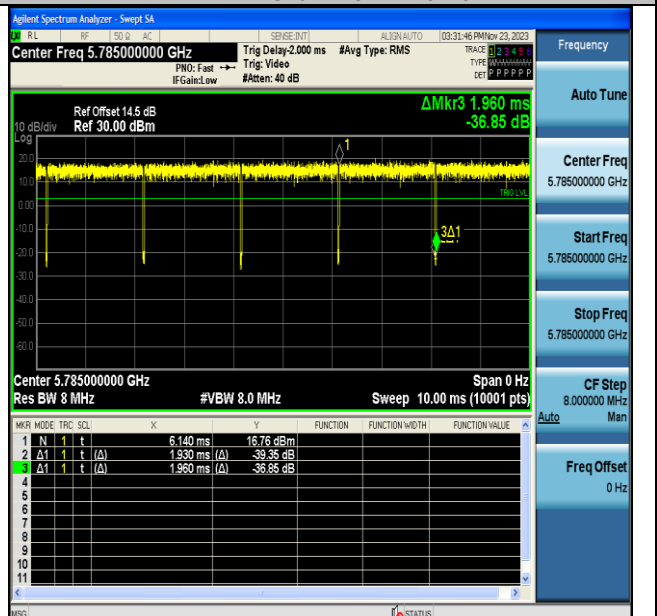 Agilent Spectrum Analyzer - Swept SA
RL RF 50 Ω AC SENSE:INT ALIGN AUTO 03:31:46 PM Nov 23, 2023
Center Freq 5.785000000 GHz
PNO: Fast
IFGain:Low
Trig Delay-2.000 ms
Trig: Video
#Atten: 40 dB
#Avg Type: RMS
TRACE 1 2 3 4 5 6
TYPE
DET P P P P P P
Frequency
ΔMkr3 1.960 ms
-36.85 dB
Ref Offset 14.5 dB
10 dB/div Ref 30.00 dBm
Log
20.0
10.0
0.00
-10.0
-20.0
-30.0
-40.0
-50.0
-60.0
1
TRIG LVL
3Δ1
Center 5.785000000 GHz Span 0 Hz
Res BW 8 MHz #VBW 8.0 MHz Sweep 10.00 ms (10001 pts)
MKR MODE TRC SCL X Y FUNCTION FUNCTION WIDTH FUNCTION VALUE
1 N 1 t 6.140 ms 16.76 dBm
2 Δ1 1 t (Δ) 1.930 ms (Δ) -39.35 dB
3 Δ1 1 t (Δ) 1.960 ms (Δ) -36.85 dB
4
5
6
7
8
9
10
11
MSG STATUS
Auto Tune
Center Freq
5.785000000 GHz
Start Freq
5.785000000 GHz
Stop Freq
5.785000000 GHz
CF Step
8.000000 MHz
Auto Man
Freq Offset
0 Hz